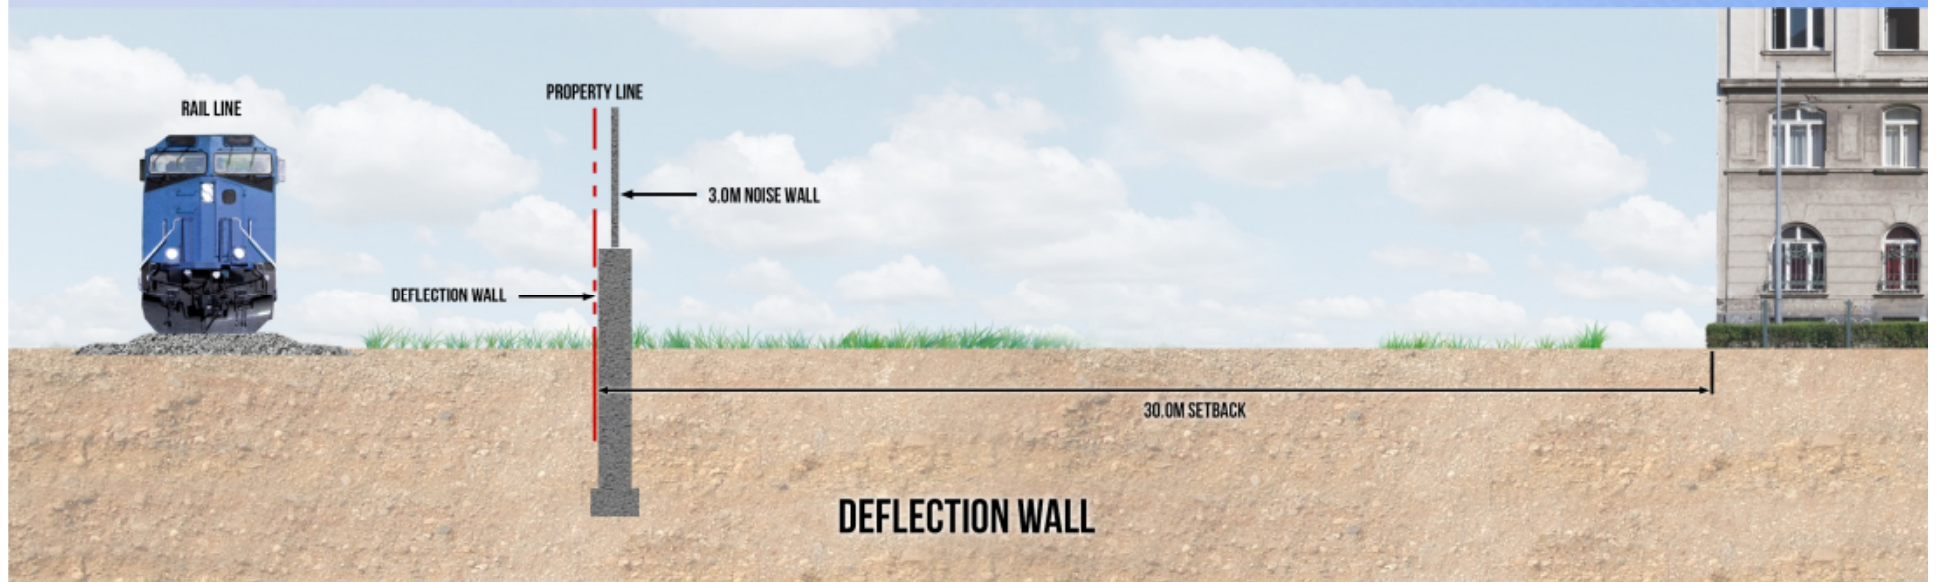 RAIL LINE
PROPERTY LINE
3.0M NOISE WALL
DEFLECTION WALL
30.0M SETBACK
DEFLECTION WALL